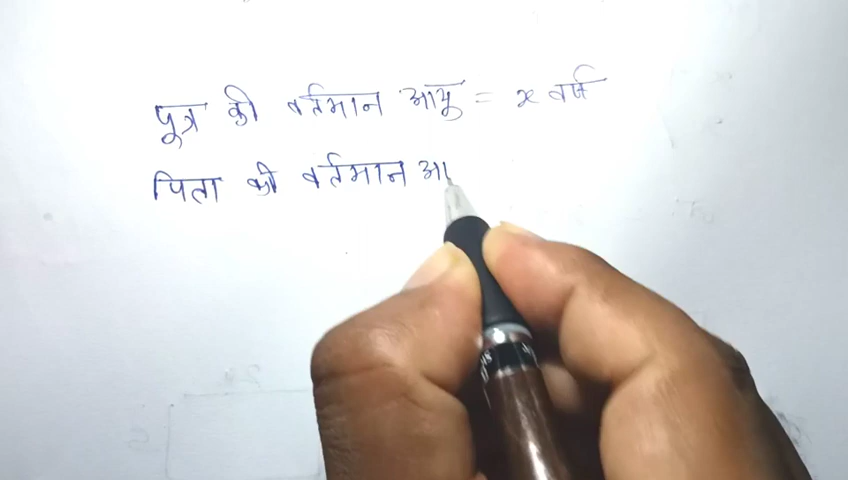 पुत्र की वर्तमान आयु = x वर्ष
पिता की वर्तमान आ